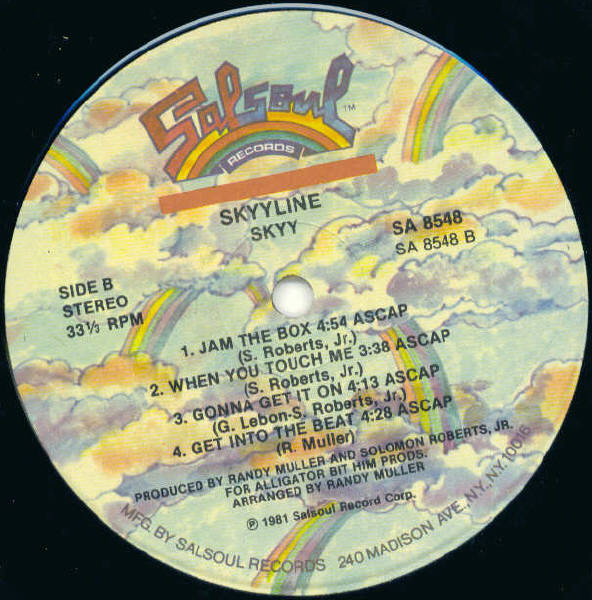 Salsoul TM
RECORDS
SKYYLINE
SKYY
SA 8548
SA 8548 B
SIDE B
STEREO
33⅓ RPM
1. JAM THE BOX 4:54 ASCAP
(S. Roberts, Jr.)
2. WHEN YOU TOUCH ME 3:38 ASCAP
(S. Roberts, Jr.)
3. GONNA GET IT ON 4:13 ASCAP
(G. Lebon-S. Roberts, Jr.)
4. GET INTO THE BEAT 4:28 ASCAP
(R. Muller)
PRODUCED BY RANDY MULLER AND SOLOMON ROBERTS, JR.
FOR ALLIGATOR BIT HIM PRODS.
ARRANGED BY RANDY MULLER
℗ 1981 Salsoul Record Corp.
MFG. BY SALSOUL RECORDS 240 MADISON AVE., N.Y., N.Y. 10016